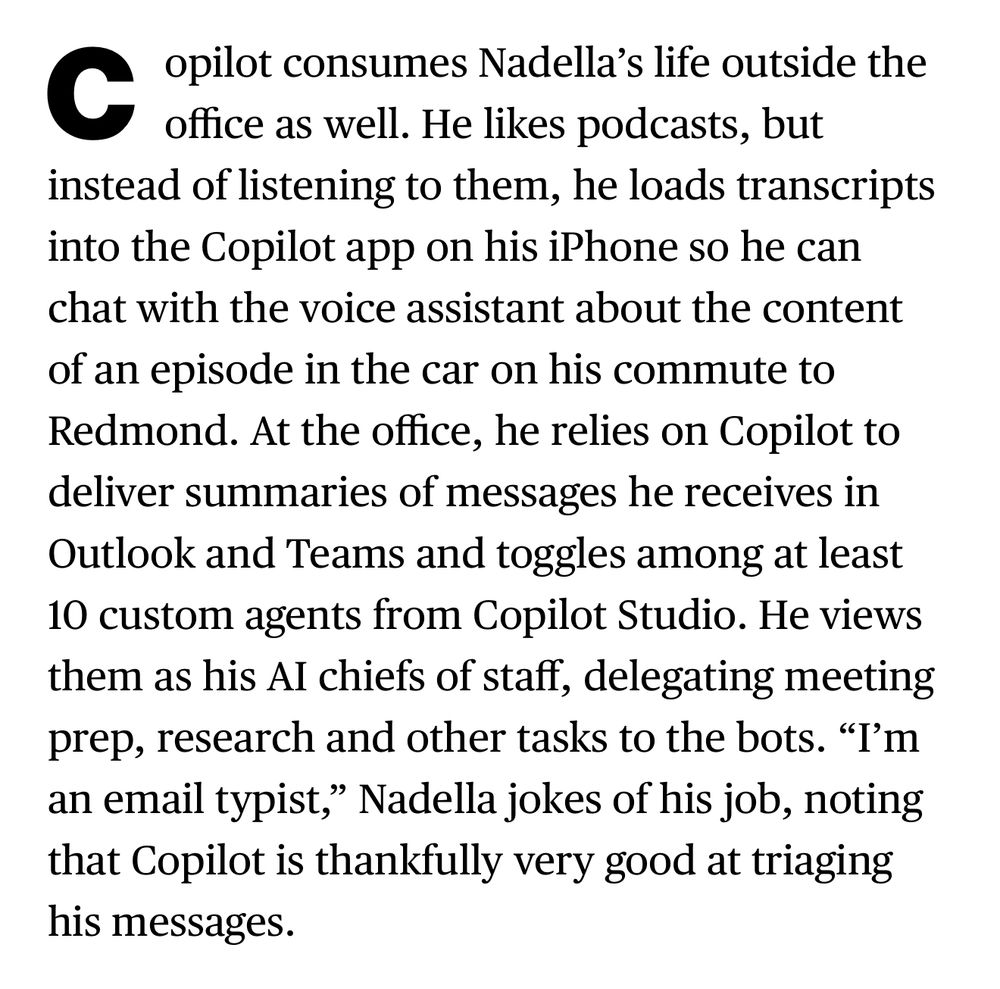 Copilot consumes Nadella’s life outside the
office as well. He likes podcasts, but
instead of listening to them, he loads transcripts
into the Copilot app on his iPhone so he can
chat with the voice assistant about the content
of an episode in the car on his commute to
Redmond. At the office, he relies on Copilot to
deliver summaries of messages he receives in
Outlook and Teams and toggles among at least
10 custom agents from Copilot Studio. He views
them as his AI chiefs of staff, delegating meeting
prep, research and other tasks to the bots. “I’m
an email typist,” Nadella jokes of his job, noting
that Copilot is thankfully very good at triaging
his messages.